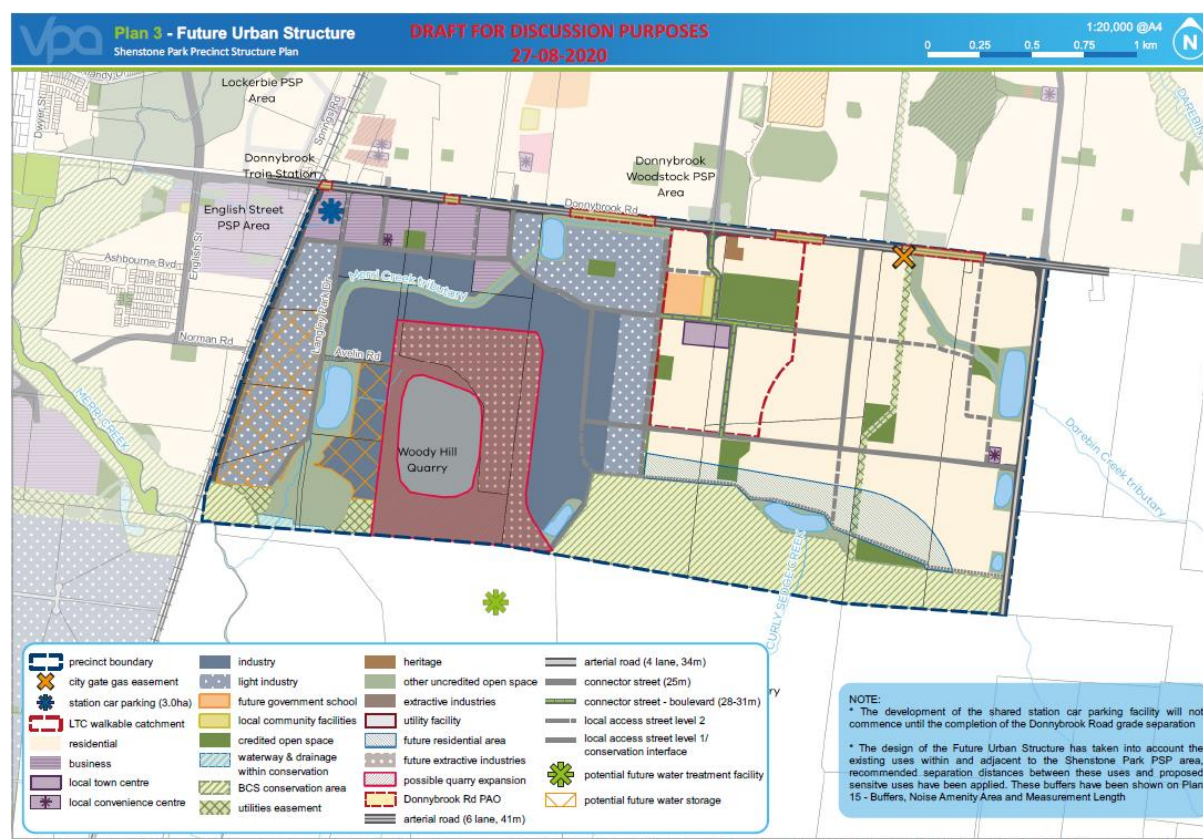 vpa
Plan 3 - Future Urban Structure
Shenstone Park Precinct Structure Plan
DRAFT FOR DISCUSSION PURPOSES
27-08-2020
1:20,000 @A4
0 0.25 0.5 0.75 1 km
N
Dwyer St
Lockerbie PSP
Area
Springs Rd
DAREBIN
Donnybrook
Train Station
Donnybrook
Woodstock PSP
Area
English Street
PSP Area
Donnybrook Rd
English St
Ashbourne Bvd
Merri Creek tributary
Langley Park Dr
Norman Rd
Avelin Rd
MERRI CREEK
Woody Hill
Quarry
Darebin Creek tributary
CURLY SEDGE CREEK
precinct boundary
city gate gas easement
station car parking (3.0ha)
LTC walkable catchment
residential
business
local town centre
local convenience centre
industry
light industry
future government school
local community facilities
credited open space
waterway & drainage
within conservation
BCS conservation area
utilities easement
heritage
other uncredited open space
extractive industries
utility facility
future residential area
future extractive industries
possible quarry expansion
Donnybrook Rd PAO
arterial road (6 lane, 41m)
arterial road (4 lane, 34m)
connector street (25m)
connector street - boulevard (28-31m)
local access street level 2
local access street level 1/
conservation interface
potential future water treatment facility
potential future water storage
NOTE:
* The development of the shared station car parking facility will not
commence until the completion of the Donnybrook Road grade separation
* The design of the Future Urban Structure has taken into account the
existing uses within and adjacent to the Shenstone Park PSP area,
recommended separation distances between these uses and proposed
sensitve uses have been applied. These buffers have been shown on Plan
15 - Buffers, Noise Amenity Area and Measurement Length